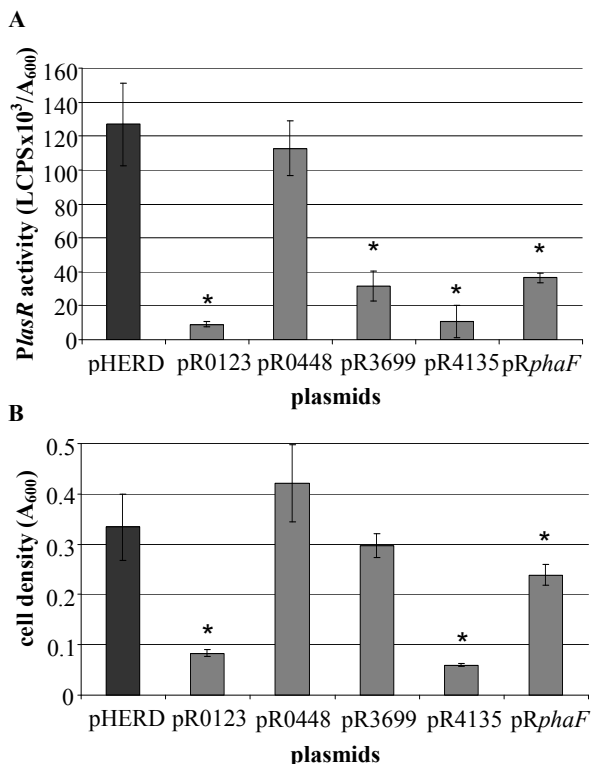 A
PlasR activity (LCPSx10³/A₆₀₀)
160
140
120
100
80
60
40
20
0
*
*
*
*
pHERD pR0123 pR0448 pR3699 pR4135 pRphaF
plasmids
B
cell density (A₆₀₀)
0.5
0.4
0.3
0.2
0.1
0
*
*
*
pHERD pR0123 pR0448 pR3699 pR4135 pRphaF
plasmids